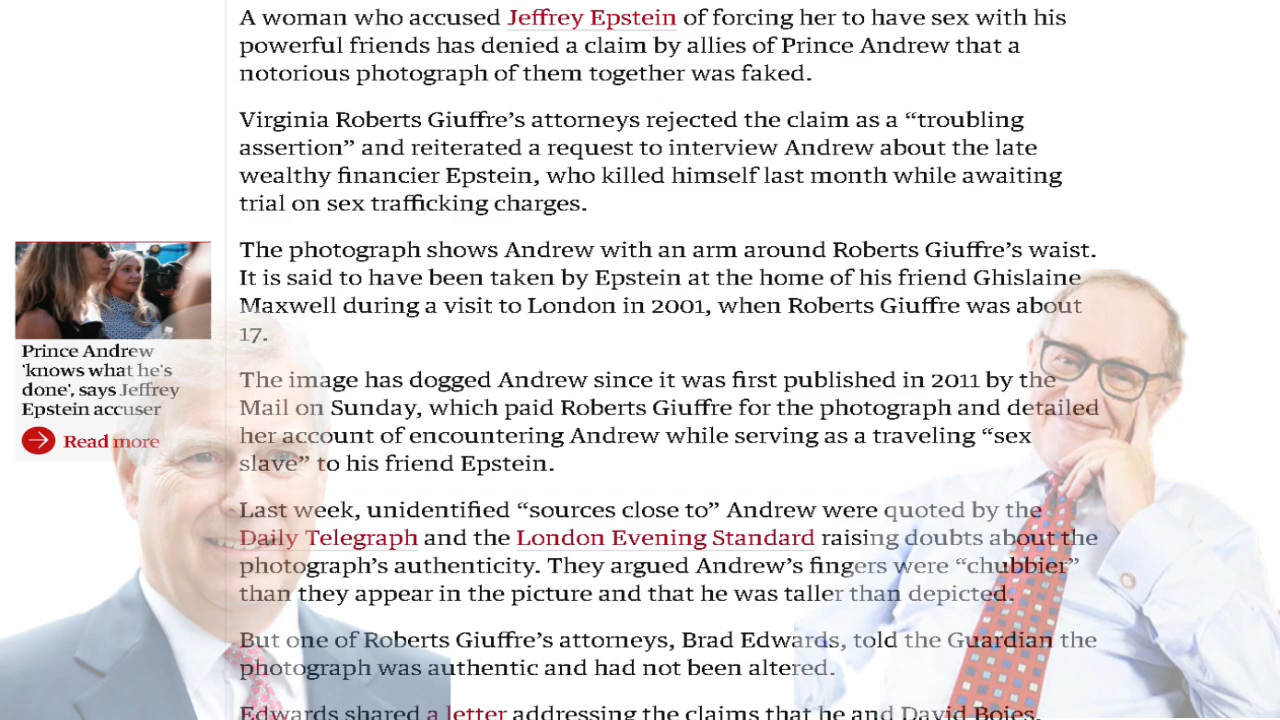 A woman who accused Jeffrey Epstein of forcing her to have sex with his
powerful friends has denied a claim by allies of Prince Andrew that a
notorious photograph of them together was faked.
Virginia Roberts Giuffre’s attorneys rejected the claim as a “troubling
assertion” and reiterated a request to interview Andrew about the late
wealthy financier Epstein, who killed himself last month while awaiting
trial on sex trafficking charges.
The photograph shows Andrew with an arm around Roberts Giuffre’s waist.
It is said to have been taken by Epstein at the home of his friend Ghislaine
Maxwell during a visit to London in 2001, when Roberts Giuffre was about
17.
Prince Andrew
'knows what he's
done', says Jeffrey
Epstein accuser
Read more
The image has dogged Andrew since it was first published in 2011 by the
Mail on Sunday, which paid Roberts Giuffre for the photograph and detailed
her account of encountering Andrew while serving as a traveling “sex
slave” to his friend Epstein.
Last week, unidentified “sources close to” Andrew were quoted by the
Daily Telegraph and the London Evening Standard raising doubts about the
photograph’s authenticity. They argued Andrew’s fingers were “chubbier”
than they appear in the picture and that he was taller than depicted.
But one of Roberts Giuffre’s attorneys, Brad Edwards, told the Guardian the
photograph was authentic and had not been altered.
Edwards shared a letter addressing the claims that he and David Boies,